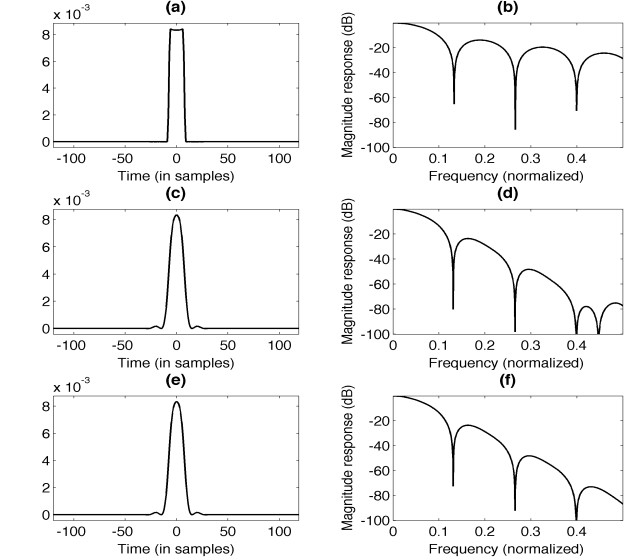 (a)
x 10-3
8
6
4
2
0
-100 -50 0 50 100
Time (in samples)
(b)
Magnitude response (dB)
-20
-40
-60
-80
-100
0 0.1 0.2 0.3 0.4
Frequency (normalized)
(c)
x 10-3
8
6
4
2
0
-100 -50 0 50 100
Time (in samples)
(d)
Magnitude response (dB)
-20
-40
-60
-80
-100
0 0.1 0.2 0.3 0.4
Frequency (normalized)
(e)
x 10-3
8
6
4
2
0
-100 -50 0 50 100
Time (in samples)
(f)
Magnitude response (dB)
-20
-40
-60
-80
-100
0 0.1 0.2 0.3 0.4
Frequency (normalized)